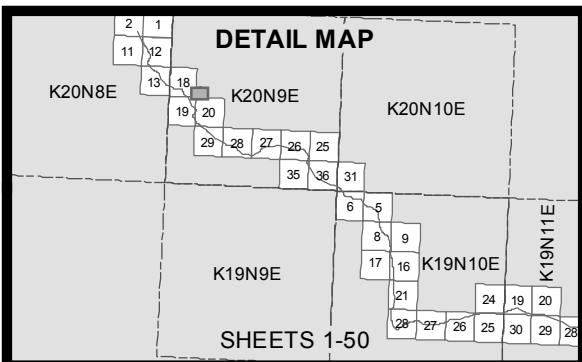 2 1
DETAIL MAP
11 12
13 18
K20N8E
K20N9E
K20N10E
19 20
29 28 27 26 25
35 36 31
6 5
8 9
K19N11E
17 16
K19N9E
K19N10E
21
24 19 20
28 27 26 25 30 29 28
SHEETS 1-50